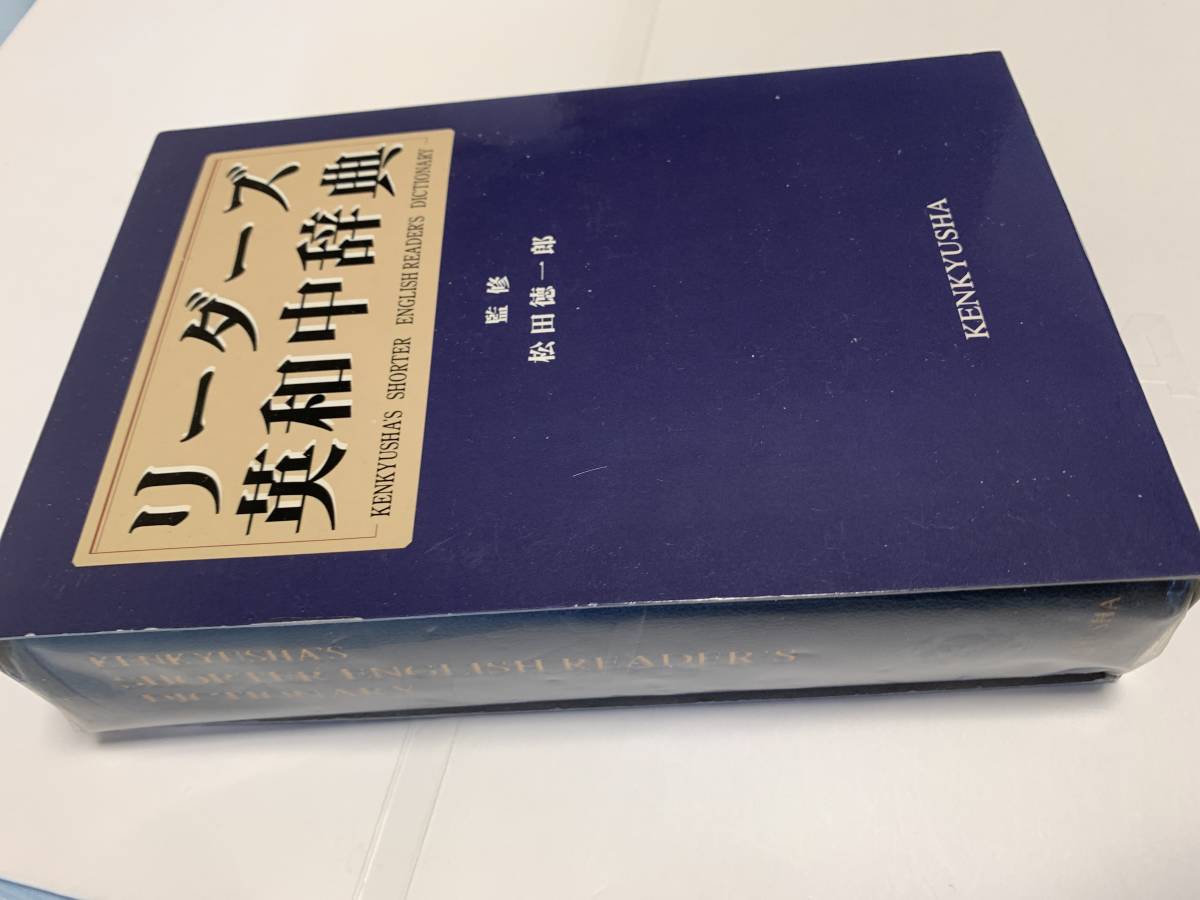 リーダーズ
英和中辞典
KENKYUSHA'S SHORTER ENGLISH READER'S DICTIONARY
監修
松田徳一郎
KENKYUSHA
KENKYUSHA'S
SHORTER ENGLISH READER'S
DICTIONARY
USHA